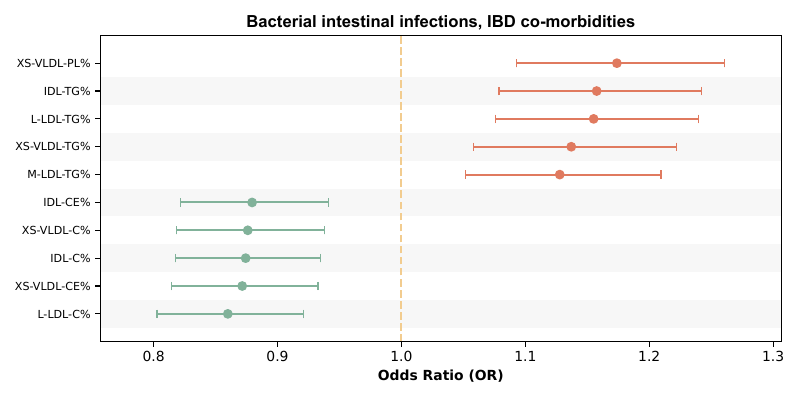 Bacterial intestinal infections, IBD co-morbidities
XS-VLDL-PL%
IDL-TG%
L-LDL-TG%
XS-VLDL-TG%
M-LDL-TG%
IDL-CE%
XS-VLDL-C%
IDL-C%
XS-VLDL-CE%
L-LDL-C%
0.8 0.9 1.0 1.1 1.2 1.3
Odds Ratio (OR)